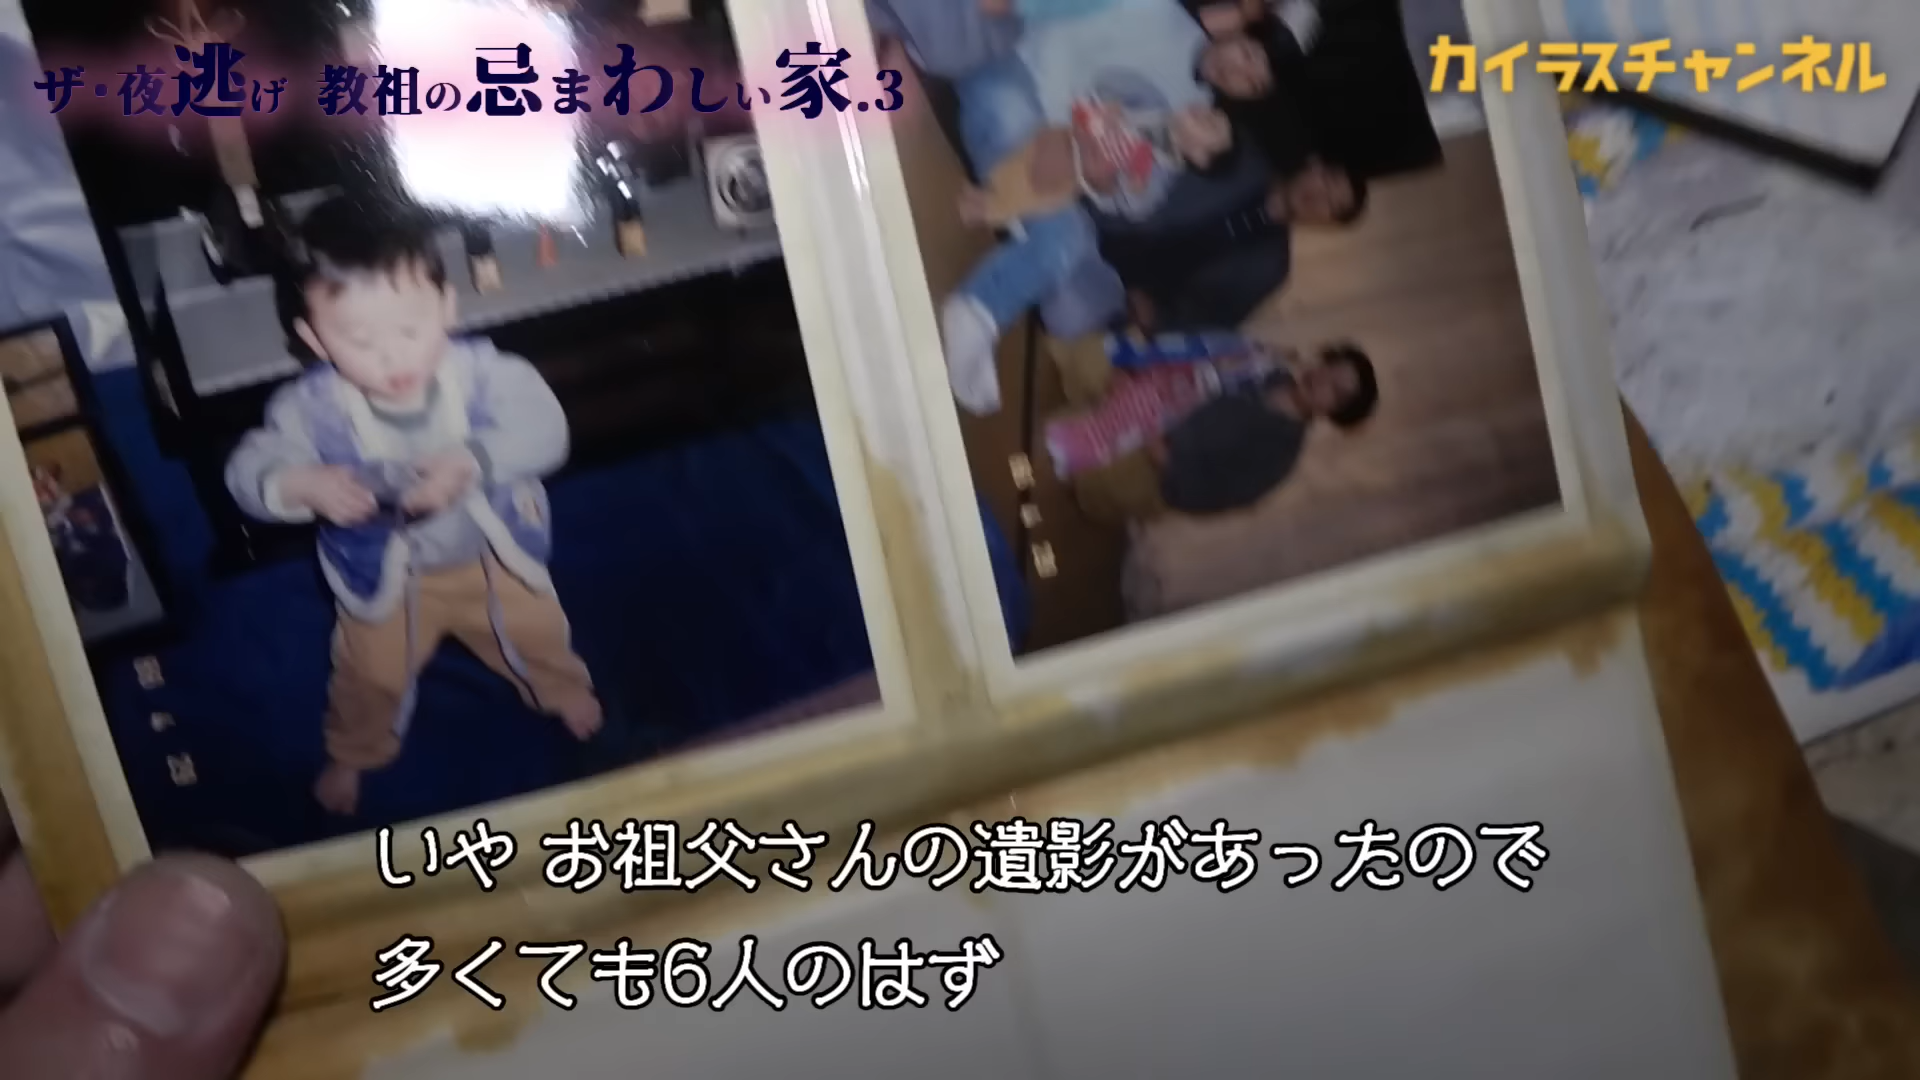 ザ・夜逃げ 教祖の忌まわしい家.3
カイラスチャンネル
いや お祖父さんの遺影があったので
多くても6人のはず